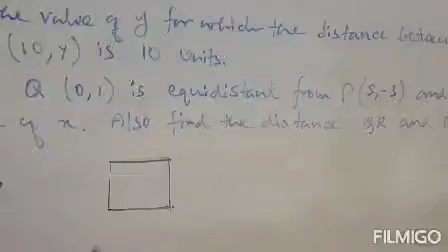 he value of y for which the distance between
(10, y) is 10 units.
Q (0, 1) is equidistant from P(5,-3) and
of x. Also find the distance QR and
FILMIGO